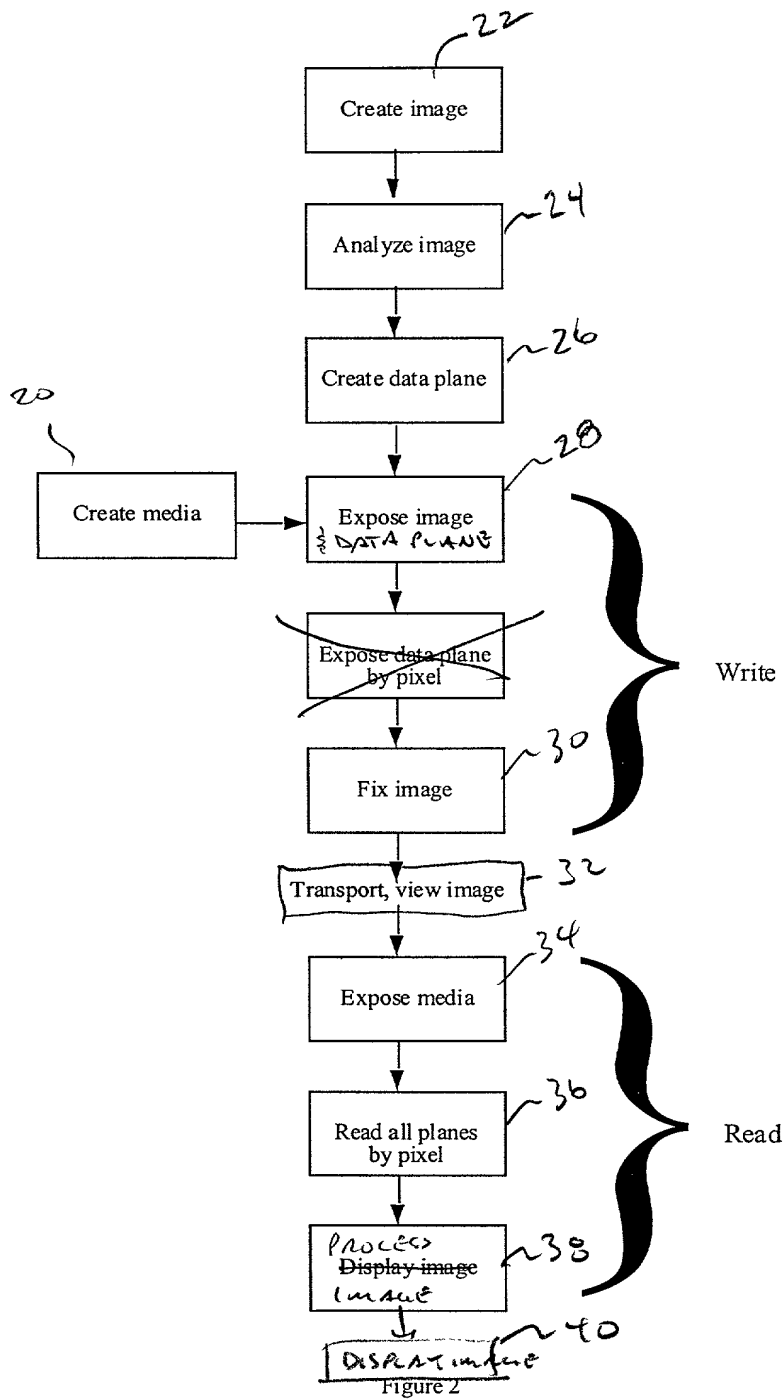 22
Create image
24
Analyze image
26
Create data plane
20
28
Create media
Expose image
& DATA PLANE
Expose data plane
by pixel
Write
30
Fix image
Transport, view image
32
34
Expose media
36
Read all planes
by pixel
Read
PROCESS
Display image
IMAGE
38
DISPLAY IMAGE
40
Figure 2